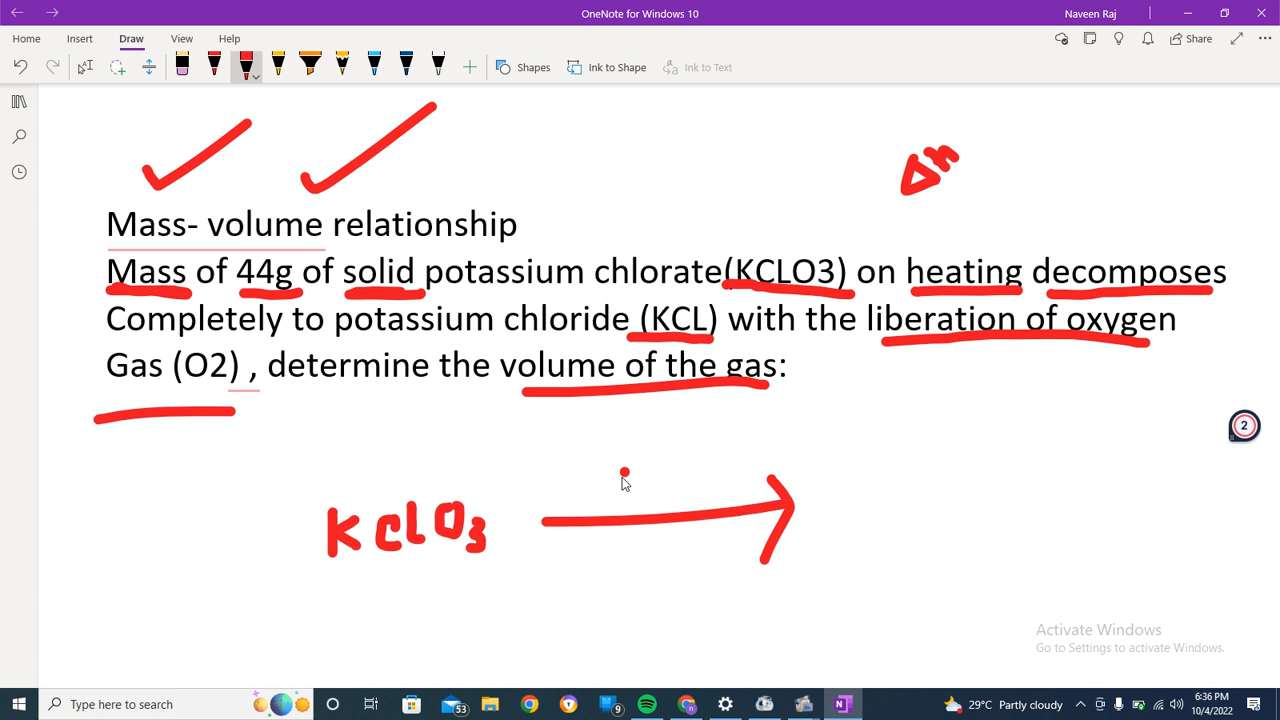 OneNote for Windows 10
Naveen Raj
Home Insert Draw View Help
Share
Shapes Ink to Shape Ink to Text
Mass- volume relationship
Mass of 44g of solid potassium chlorate(KCLO3) on heating decomposes
Completely to potassium chloride (KCL) with the liberation of oxygen
Gas (O2) , determine the volume of the gas:
2
KClO3
Activate Windows
Go to Settings to activate Windows.
Type here to search
53
9
29°C Partly cloudy
6:36 PM
10/4/2022